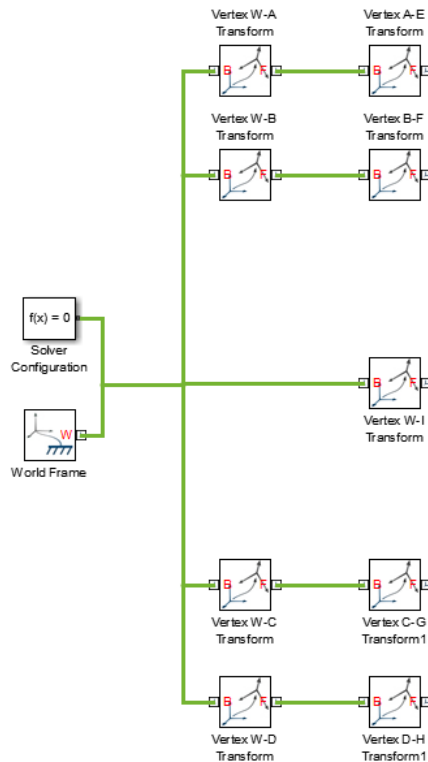 Vertex W-A
Transform
Vertex A-E
Transform
B F
B F
Vertex W-B
Transform
Vertex B-F
Transform
B F
B F
f(x) = 0
Solver
Configuration
B F
Vertex W-I
Transform
W
World Frame
B F
B F
Vertex W-C
Transform
Vertex C-G
Transform1
B F
B F
Vertex W-D
Transform
Vertex D-H
Transform1